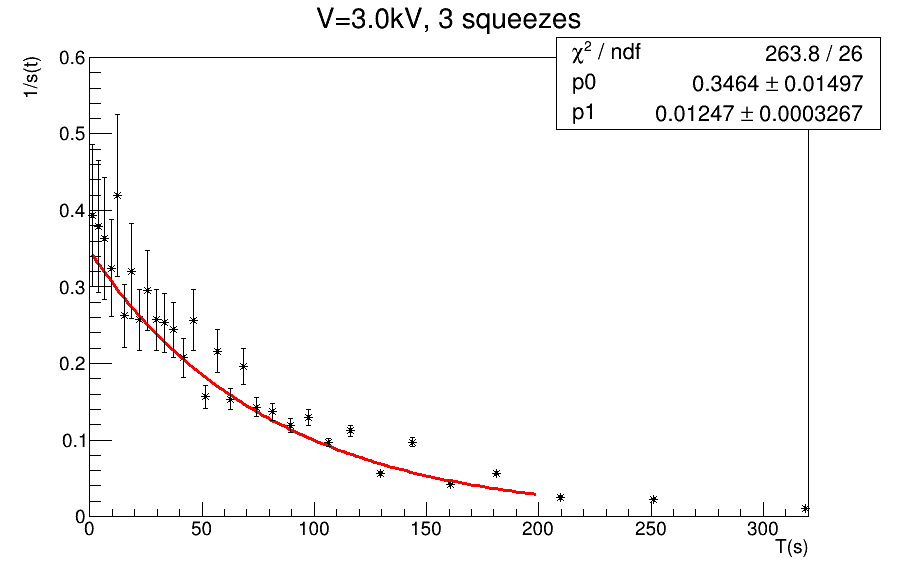 V=3.0kV, 3 squeezes
χ² / ndf 263.8 / 26
p0 0.3464 ± 0.01497
p1 0.01247 ± 0.0003267
1/s(t)
0.6
0.5
0.4
0.3
0.2
0.1
0
0 50 100 150 200 250 300
T(s)